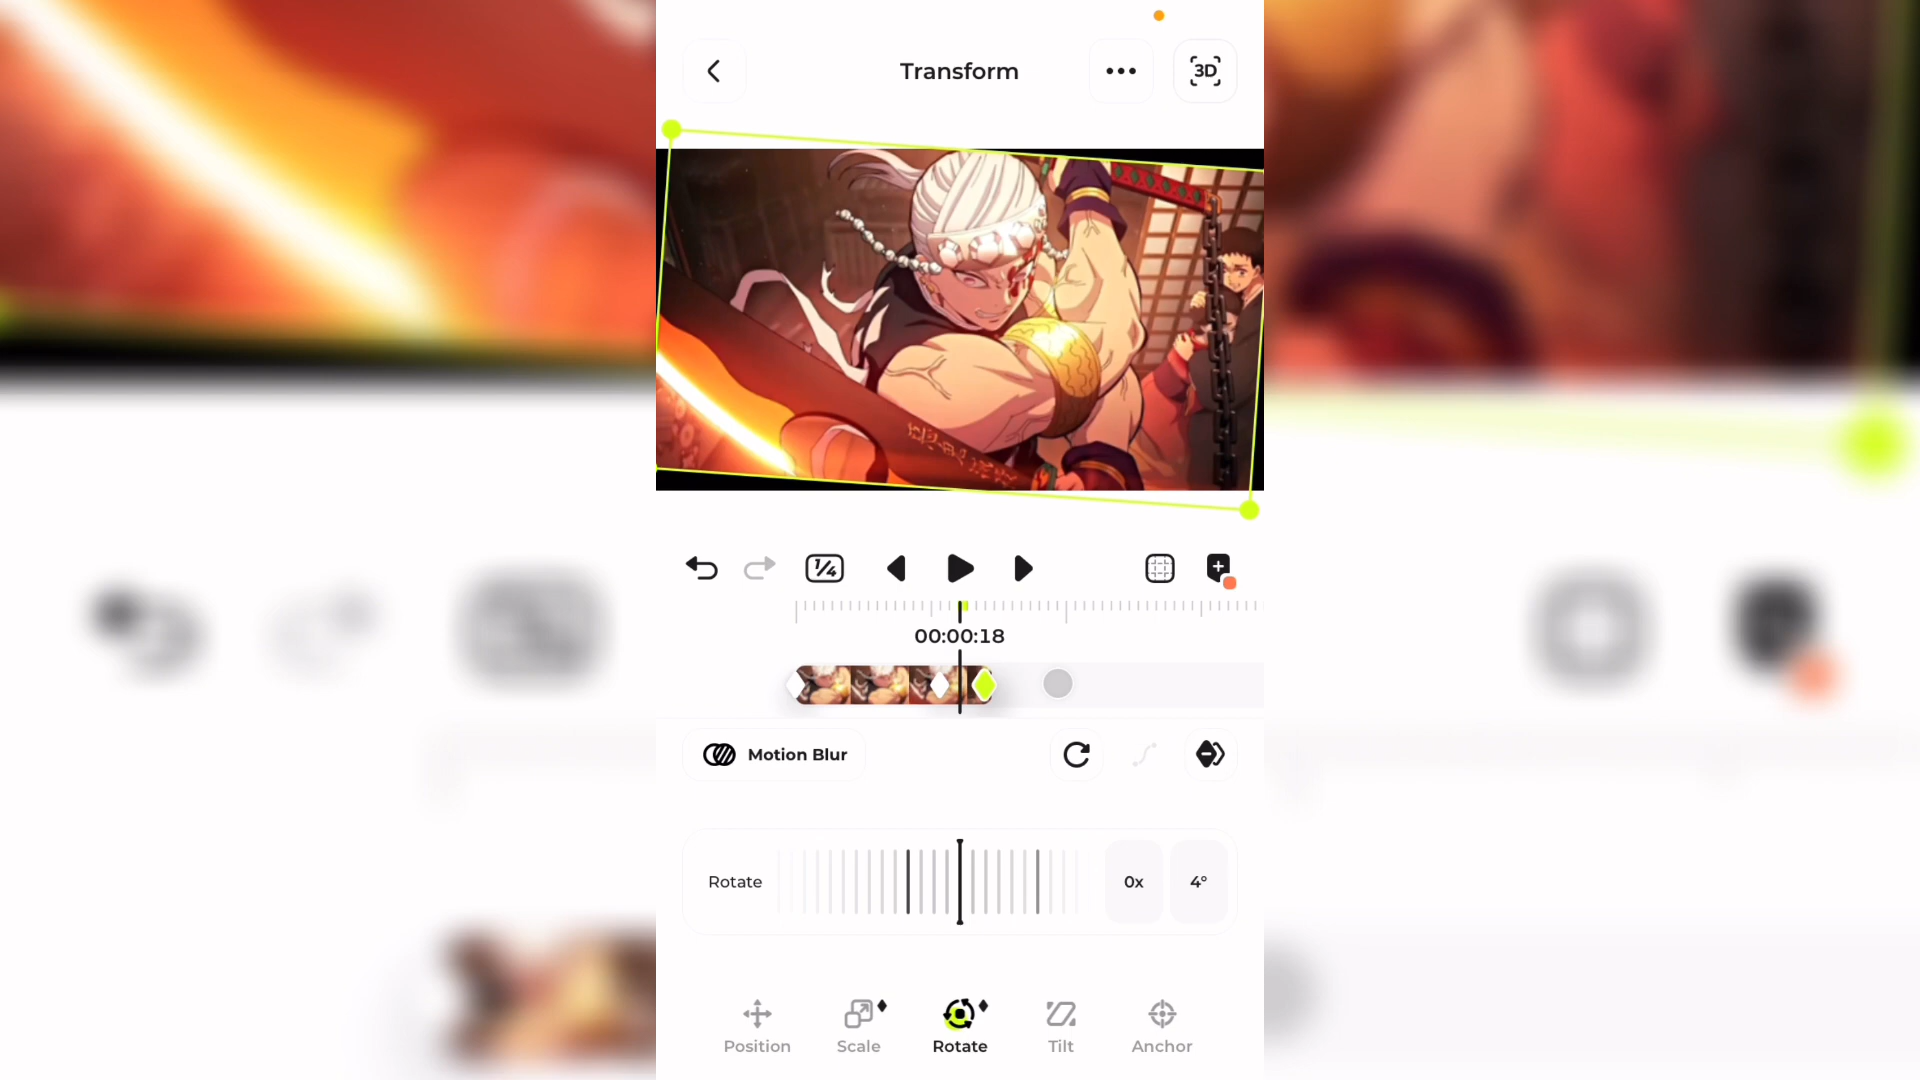 Transform
3D
1/4
00:00:18
Motion Blur
Rotate
0x
4°
Position
Scale
Rotate
Tilt
Anchor